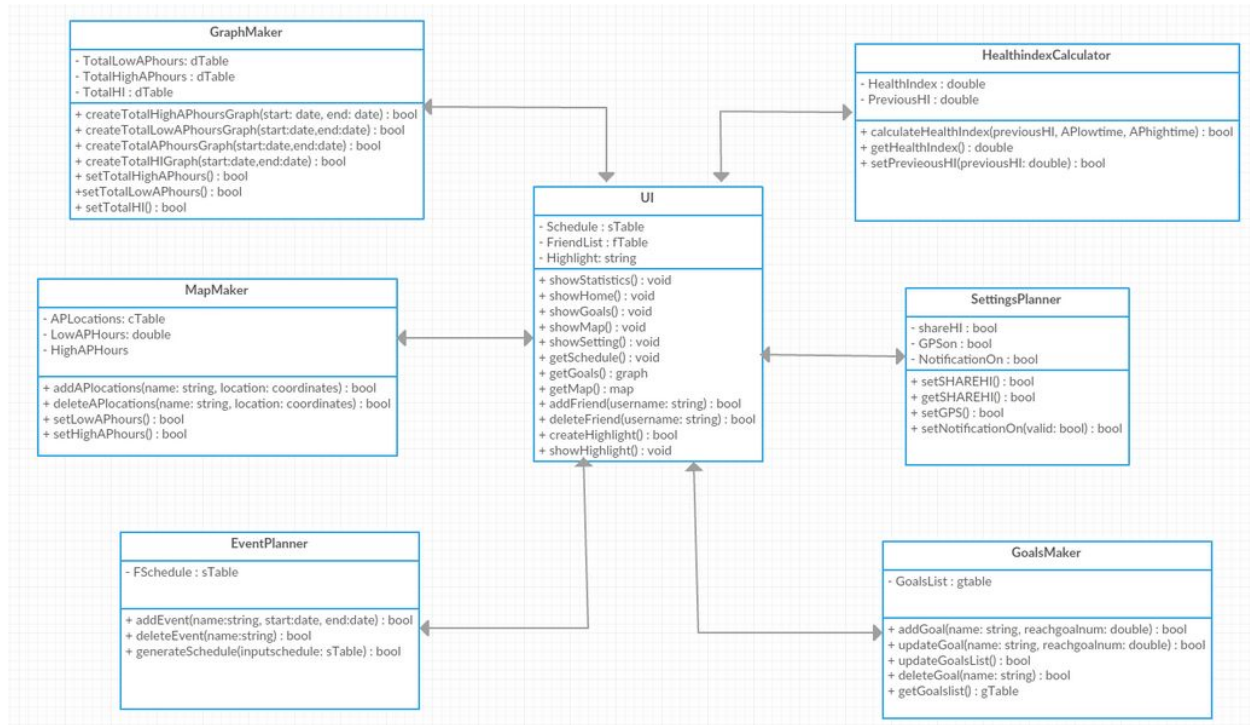 GraphMaker
- TotalLowAPhours: dTable
- TotalHighAPhours : dTable
- TotalHI : dTable
+ createTotalHighAPhoursGraph(start: date, end: date) : bool
+ createTotalLowAPhoursGraph(start:date,end:date) : bool
+ createTotalAPhoursGraph(start:date,end:date) : bool
+ createTotalHIGraph(start:date,end:date) : bool
+ setTotalHighAPhours() : bool
+setTotalLowAPhours() : bool
+ setTotalHI() : bool
HealthindexCalculator
- HealthIndex : double
- PreviousHI : double
+ calculateHealthIndex(previousHI, APlowtime, APhightime) : bool
+ getHealthIndex() : double
+ setPrevieousHI(previousHI: double) : bool
UI
- Schedule : sTable
- FriendList : fTable
- Highlight: string
+ showStatistics() : void
+ showHome() : void
+ showGoals() : void
+ showMap() : void
+ showSetting() : void
+ getSchedule() : void
+ getGoals() : graph
+ getMap() : map
+ addFriend(username: string) : bool
+ deleteFriend(username: string) : bool
+ createHighlight() : bool
+ showHighlight() : void
MapMaker
- APLocations: cTable
- LowAPHours: double
- HighAPHours
+ addAPlocations(name: string, location: coordinates) : bool
+ deleteAPlocations(name: string, location: coordinates) : bool
+ setLowAPhours() : bool
+ setHighAPhours() : bool
SettingsPlanner
- shareHI : bool
- GPSon : bool
- NotificationOn : bool
+ setSHAREHI() : bool
+ getSHAREHI() : bool
+ setGPS() : bool
+ setNotificationOn(valid: bool) : bool
EventPlanner
- FSchedule : sTable
+ addEvent(name:string, start:date, end:date) : bool
+ deleteEvent(name:string) : bool
+ generateSchedule(inputschedule: sTable) : bool
GoalsMaker
- GoalsList : gtable
+ addGoal(name: string, reachgoalnum: double) : bool
+ updateGoal(name: string, reachgoalnum: double) : bool
+ updateGoalsList() : bool
+ deleteGoal(name: string) : bool
+ getGoalslist() : gTable